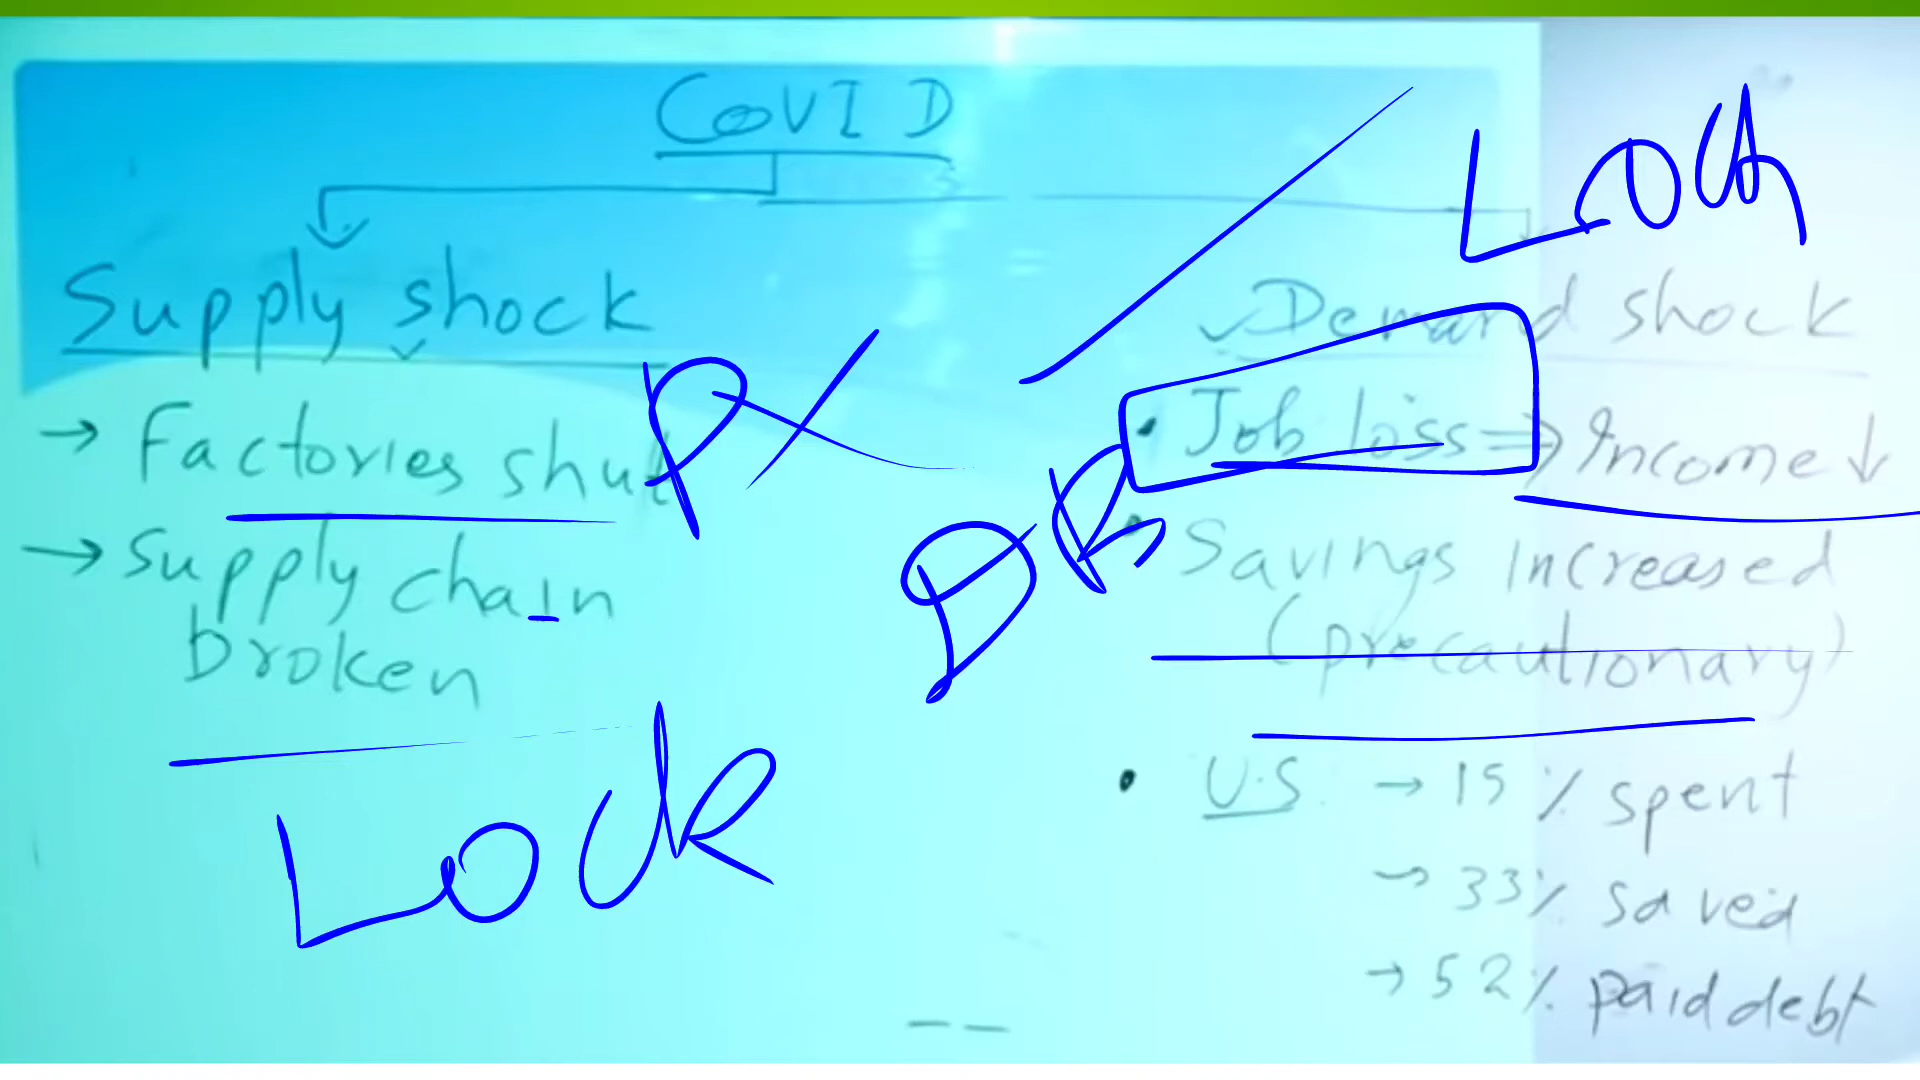 COVID
Supply shock
→ Factories shut
→ Supply chain
broken
Lock
PX
DR
Lock
Demand shock
• Job loss ⇒ Income ↓
• Savings increased
(precautionary)
• U.S. → 15% spent
→ 33% saved
→ 52% paid debt